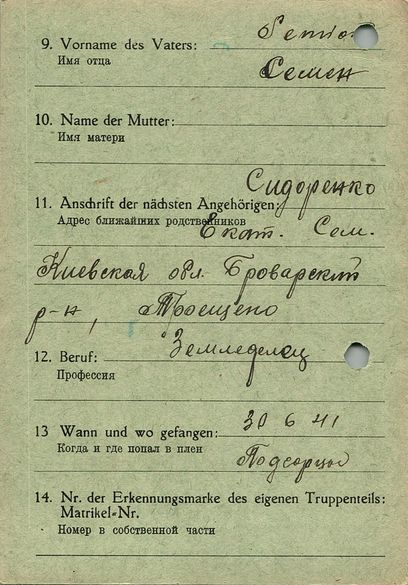 9. Vorname des Vaters:
Имя отца
Семен
10. Name der Mutter:
Имя матери
Сидоренко
11. Anschrift der nächsten Angehörigen:
Адрес ближайших родственников
Екат. Сем.
Киевская обл. Броварский
р-н, Троещено
Земледелец
12. Beruf:
Профессия
13 Wann und wo gefangen: 30 6 41
Когда и где попал в плен
14. Nr. der Erkennungsmarke des eigenen Truppenteils:
Matrikel-Nr.
Номер в собственной части